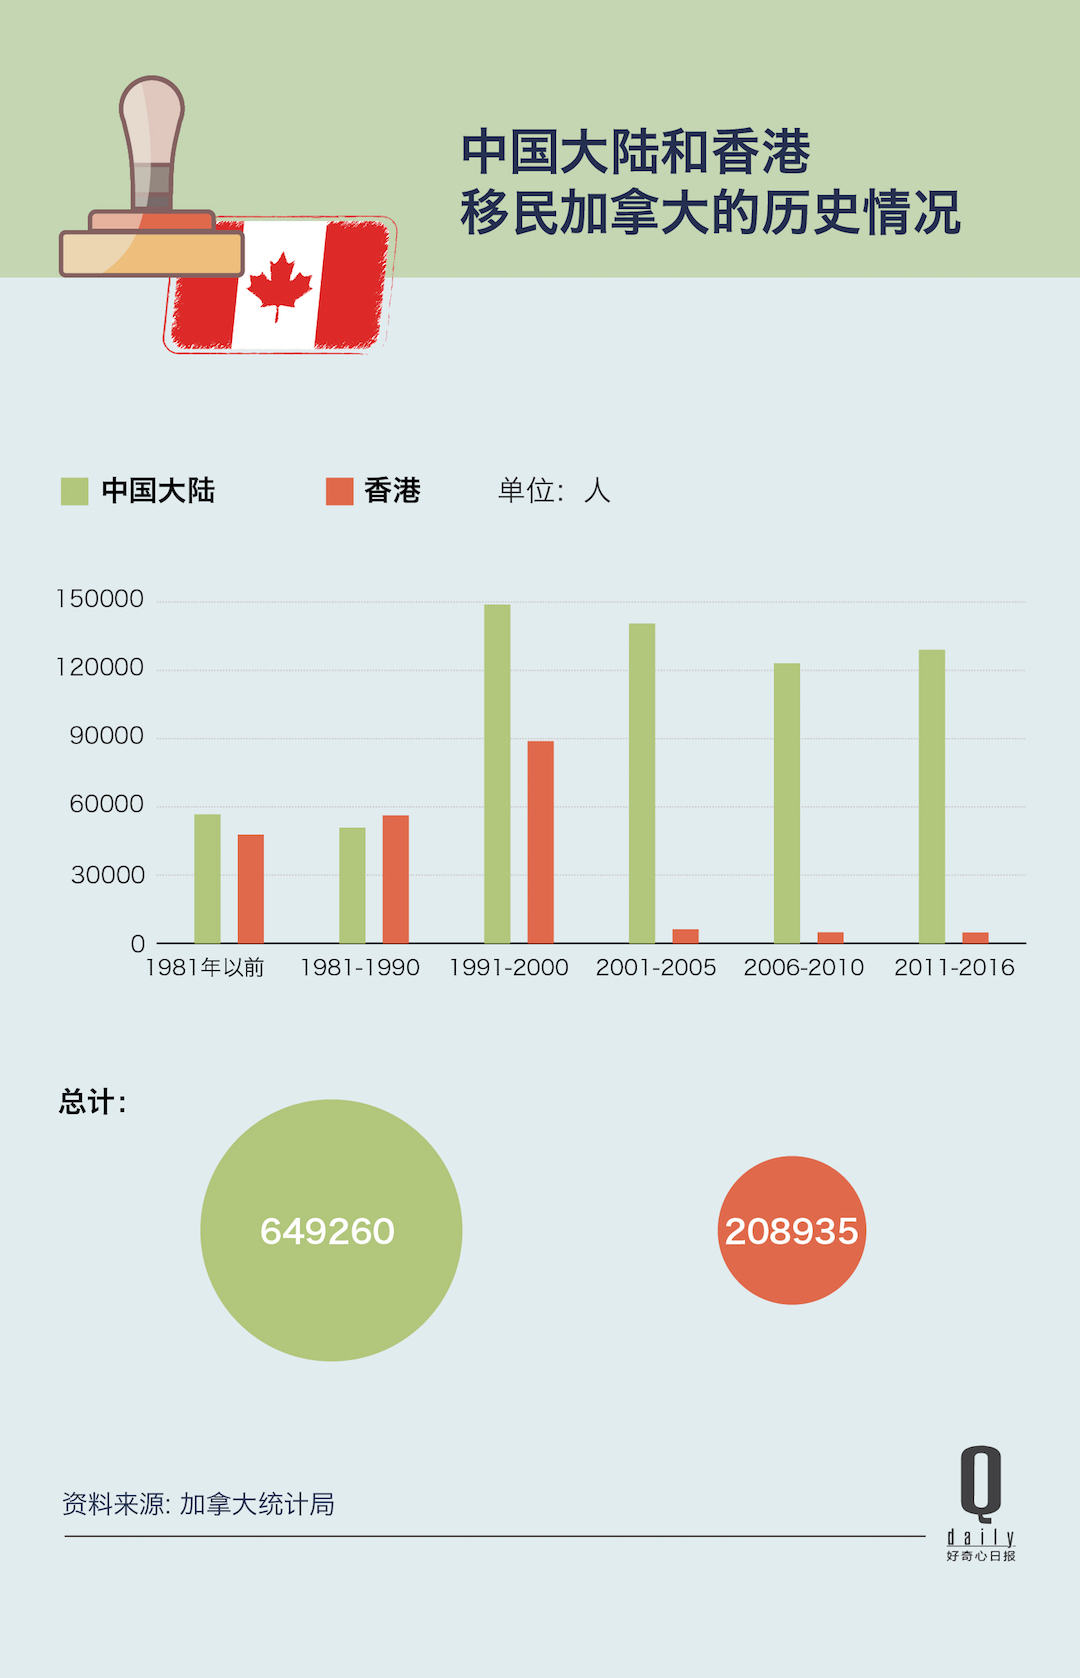 中国大陆和香港
移民加拿大的历史情况
中国大陆 香港 单位：人
150000
120000
90000
60000
30000
0
1981年以前 1981-1990 1991-2000 2001-2005 2006-2010 2011-2016
总计：
649260 208935
资料来源: 加拿大统计局
Q
daily
好奇心日报